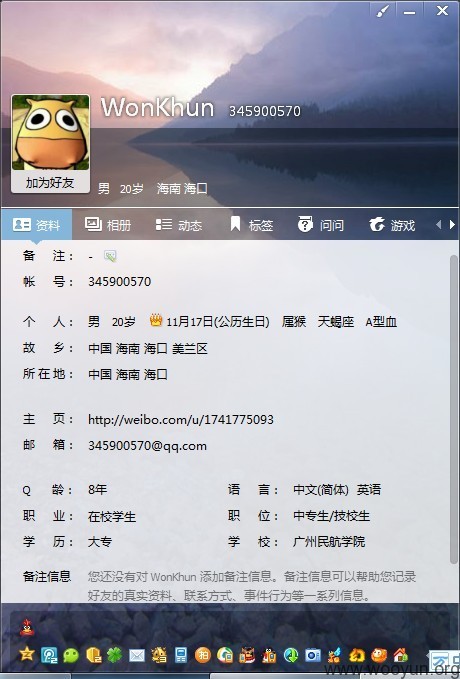 WonKhun 345900570
加为好友
男 20岁 海南 海口
资料 相册 动态 标签 问问 游戏
备 注: -
帐 号: 345900570
个 人: 男 20岁 11月17日(公历生日) 属猴 天蝎座 A型血
故 乡: 中国 海南 海口 美兰区
所在地: 中国 海南 海口
主 页: http://weibo.com/u/1741775093
邮 箱: 345900570@qq.com
Q 龄: 8年 语 言: 中文(简体) 英语
职 业: 在校学生 职 位: 中专生/技校生
学 历: 大专 学 校: 广州民航学院
备注信息 您还没有对 WonKhun 添加备注信息。备注信息可以帮助您记录
好友的真实资料、联系方式、事件行为等一系列信息。
www.wooyun.org